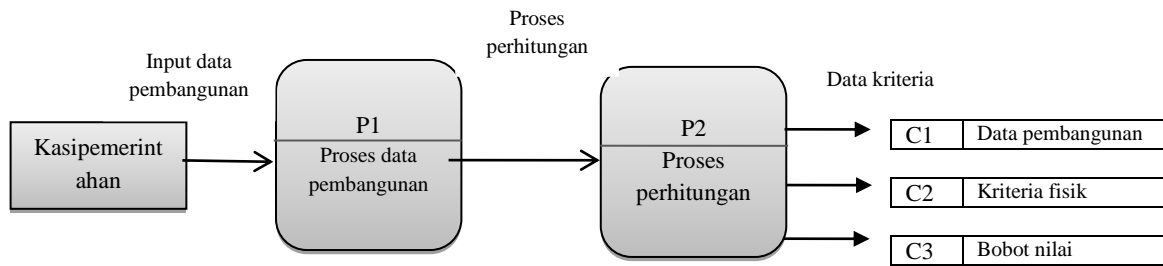 Proses
perhitungan
Input data
pembangunan
Data kriteria
Kasipemerint
ahan
P1
Proses data
pembangunan
P2
Proses
perhitungan
C1 Data pembangunan
C2 Kriteria fisik
C3 Bobot nilai